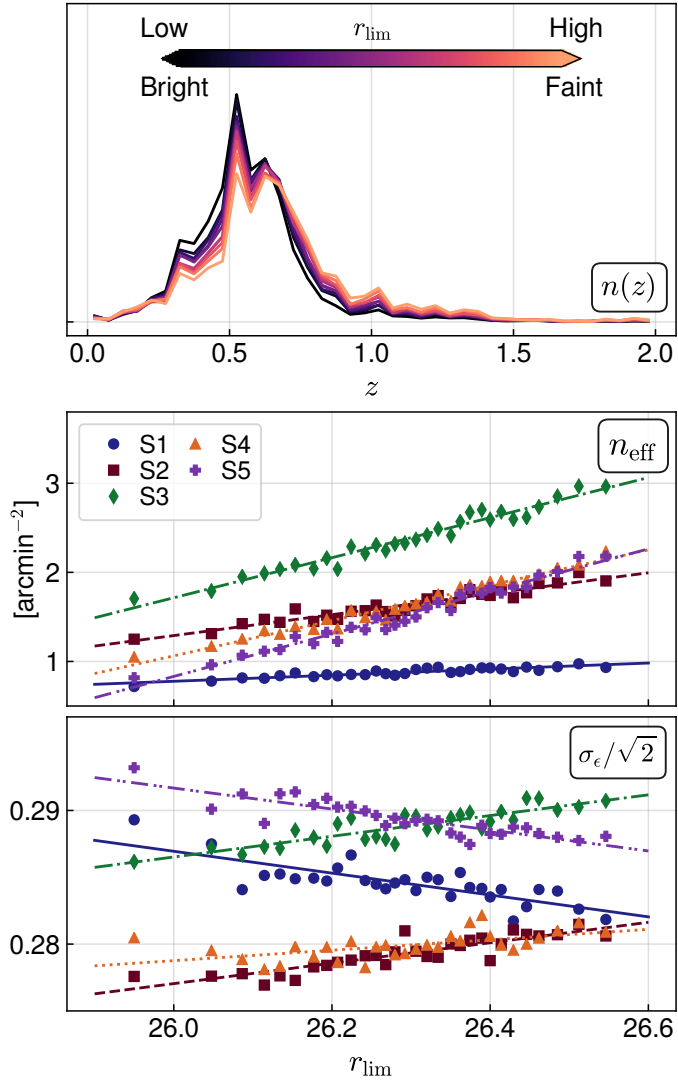 Low r_lim High
Bright Faint
n(z)
0.0 0.5 1.0 1.5 2.0
z
S1 S4
S2 S5
S3
n_eff
3
2
1
[arcmin⁻²]
σ_ϵ/√2
0.29
0.28
26.0 26.2 26.4 26.6
r_lim